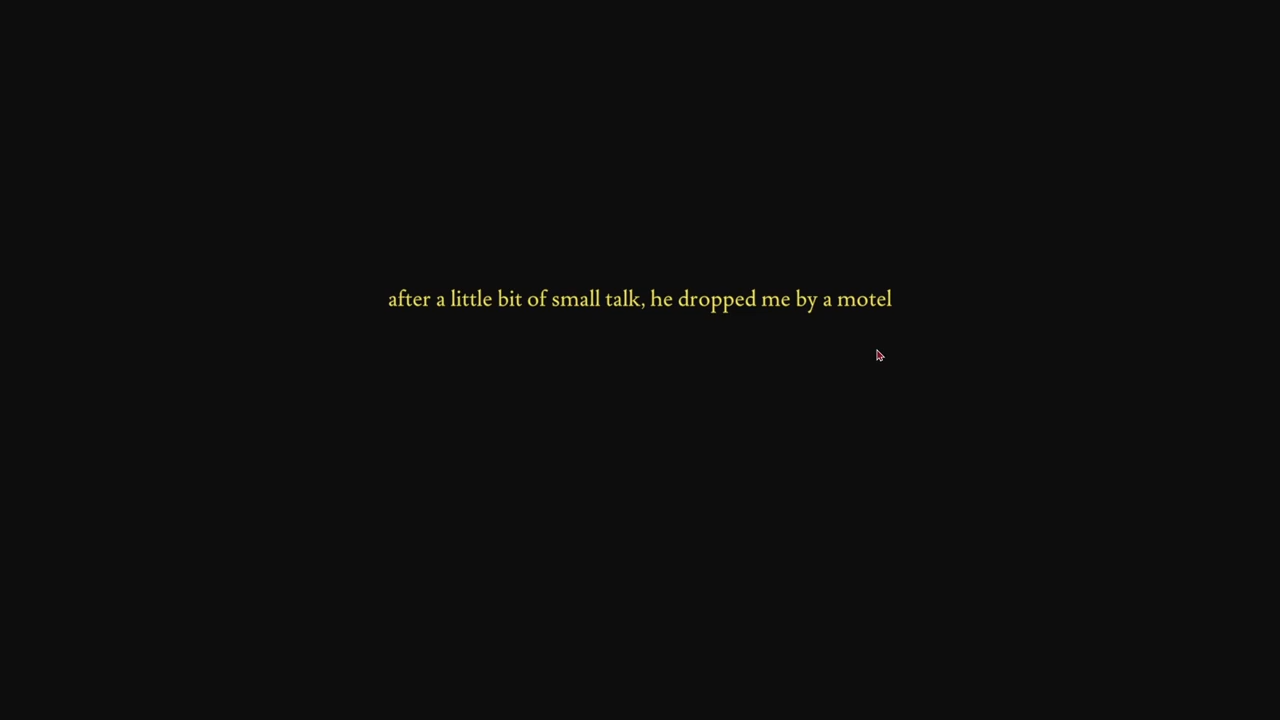 after a little bit of small talk, he dropped me by a motel